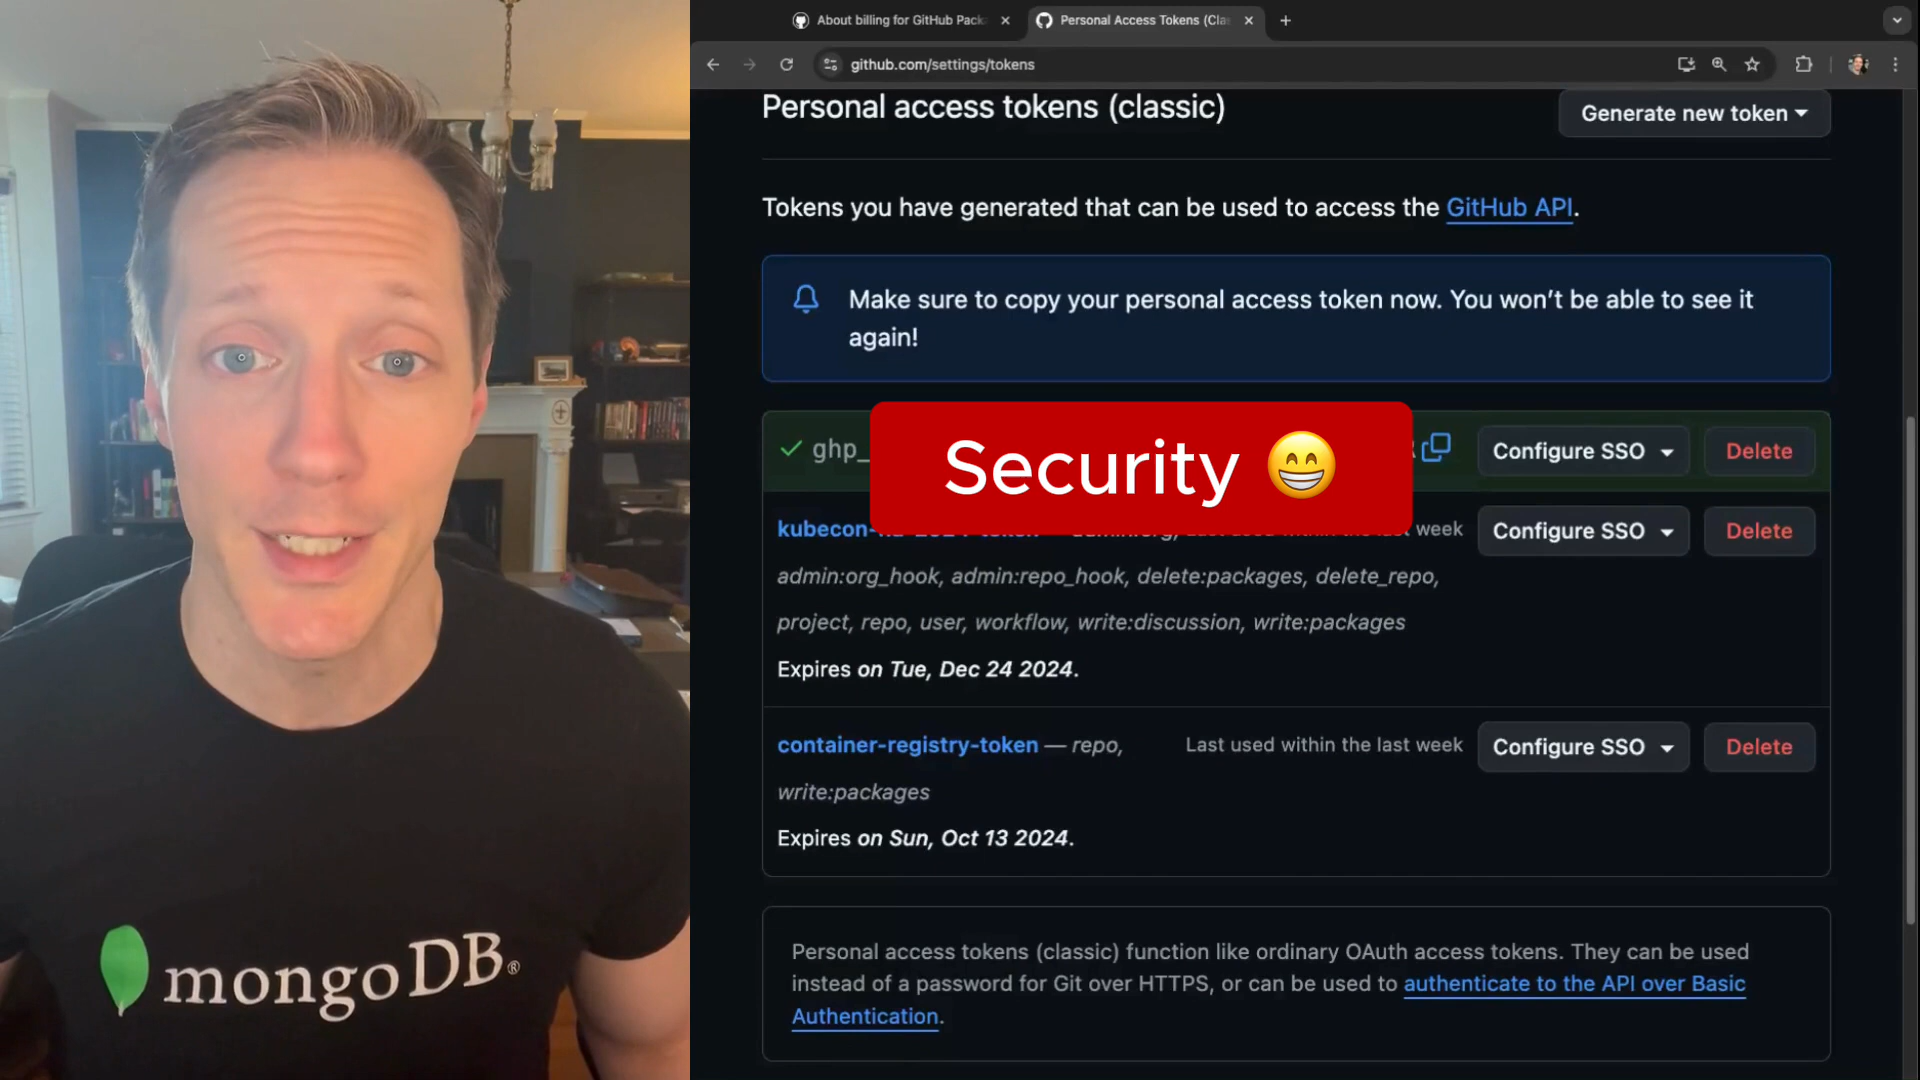 About billing for GitHub Pack
Personal Access Tokens (Cla
github.com/settings/tokens
Personal access tokens (classic)
Generate new token
Tokens you have generated that can be used to access the GitHub API.
Make sure to copy your personal access token now. You won't be able to see it
again!
ghp_
Security 😁
Configure SSO
Delete
kubecon-
week
Configure SSO
Delete
admin:org_hook, admin:repo_hook, delete:packages, delete_repo,
project, repo, user, workflow, write:discussion, write:packages
Expires on Tue, Dec 24 2024.
container-registry-token — repo,
Last used within the last week
Configure SSO
Delete
write:packages
Expires on Sun, Oct 13 2024.
Personal access tokens (classic) function like ordinary OAuth access tokens. They can be used
instead of a password for Git over HTTPS, or can be used to authenticate to the API over Basic
Authentication.
mongoDB®